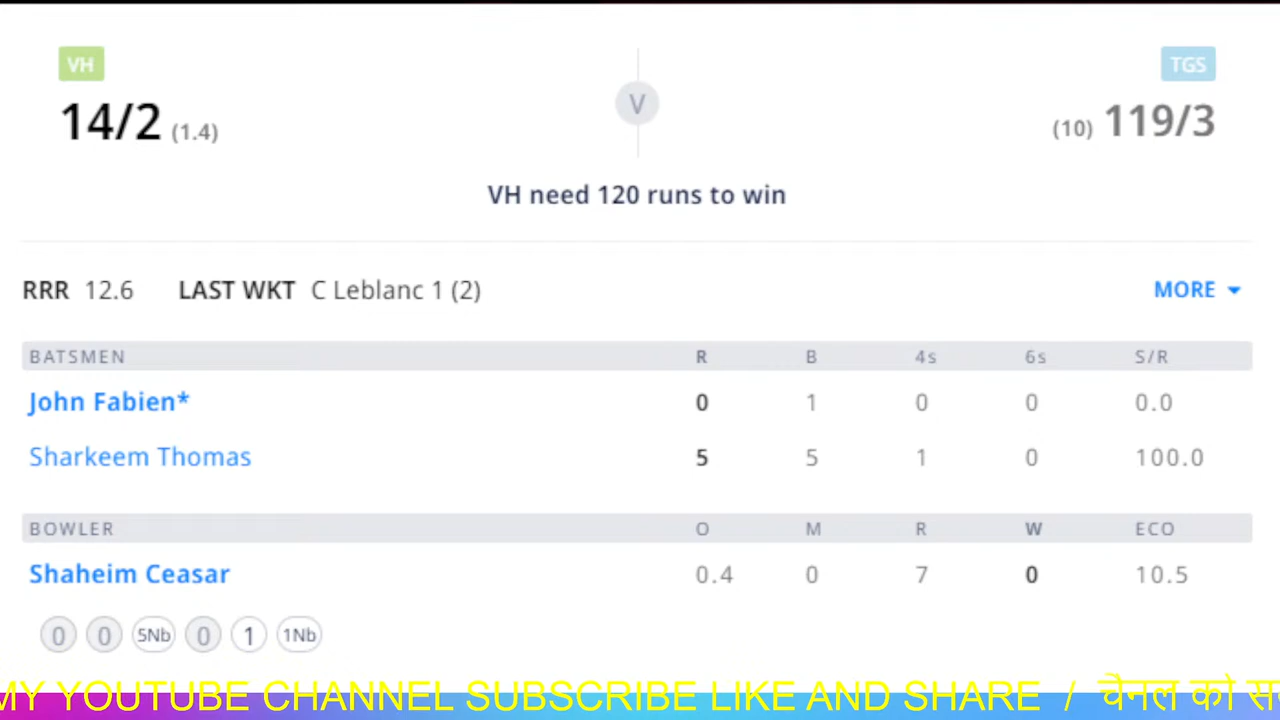 VH
TGS
14/2 (1.4)
V
(10) 119/3
VH need 120 runs to win
RRR 12.6 LAST WKT C Leblanc 1 (2)
MORE
BATSMEN R B 4s 6s S/R
John Fabien* 0 1 0 0 0.0
Sharkeem Thomas 5 5 1 0 100.0
BOWLER O M R W ECO
Shaheim Ceasar 0.4 0 7 0 10.5
0 0 5Nb 0 1 1Nb
MY YOUTUBE CHANNEL SUBSCRIBE LIKE AND SHARE / चैनल को स